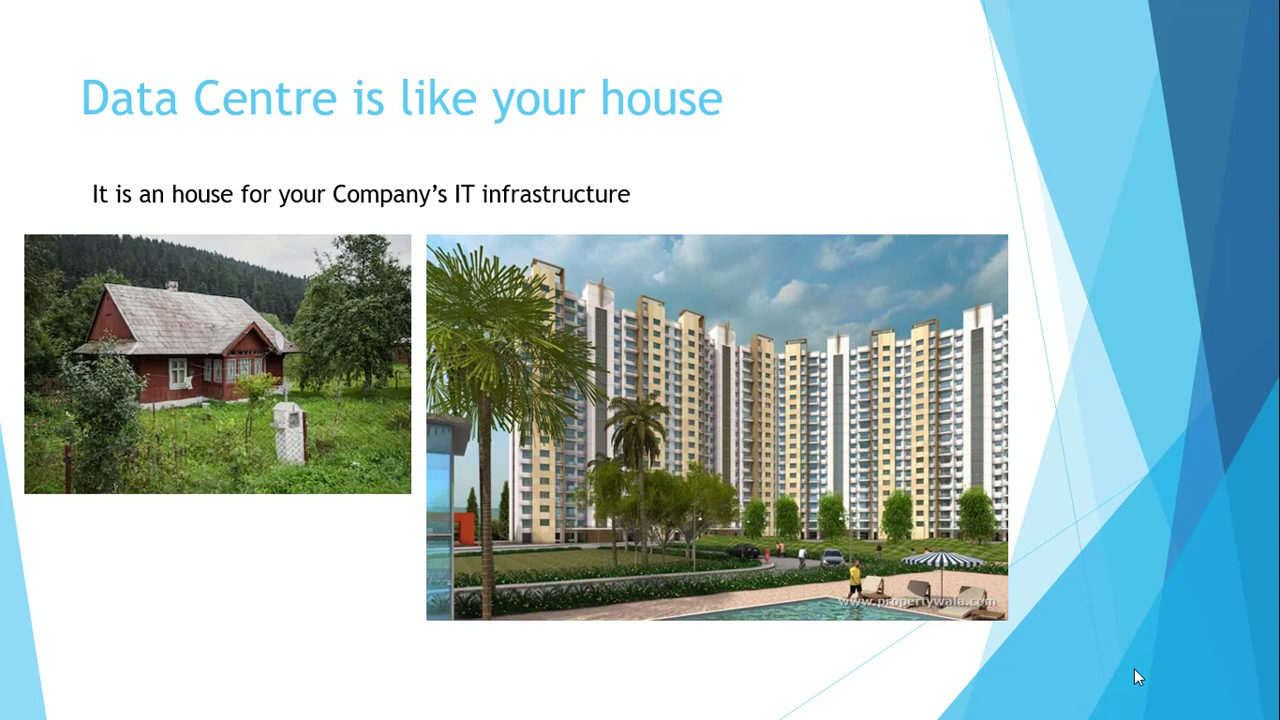 Data Centre is like your house
It is an house for your Company’s IT infrastructure
www.propertywala.com